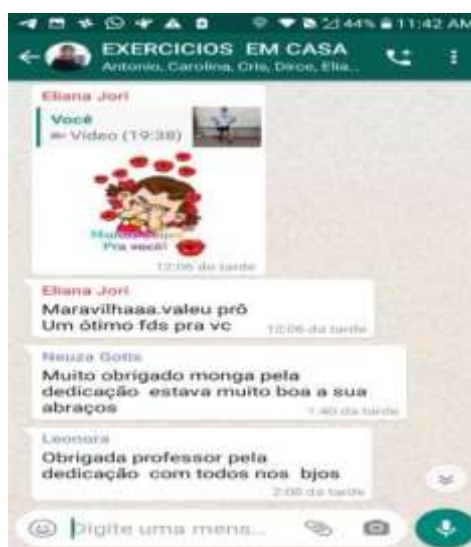 44% 11:42 AM
EXERCICIOS EM CASA
Antonio, Carolina, Cris, Dirce, Elia...
Eliana Jori
Você
Vídeo (19:38)
Pra você!
12:06 da tarde
Eliana Jori
Maravilhaaa.valeu prô
Um ótimo fds pra vc
12:06 da tarde
Neuza Gotte
Muito obrigado monga pela
dedicação estava muito boa a sua
abraços
1:40 da tarde
Leonora
Obrigada professor pela
dedicação com todos nos bjos
2:08 da tarde
Digite uma mens...